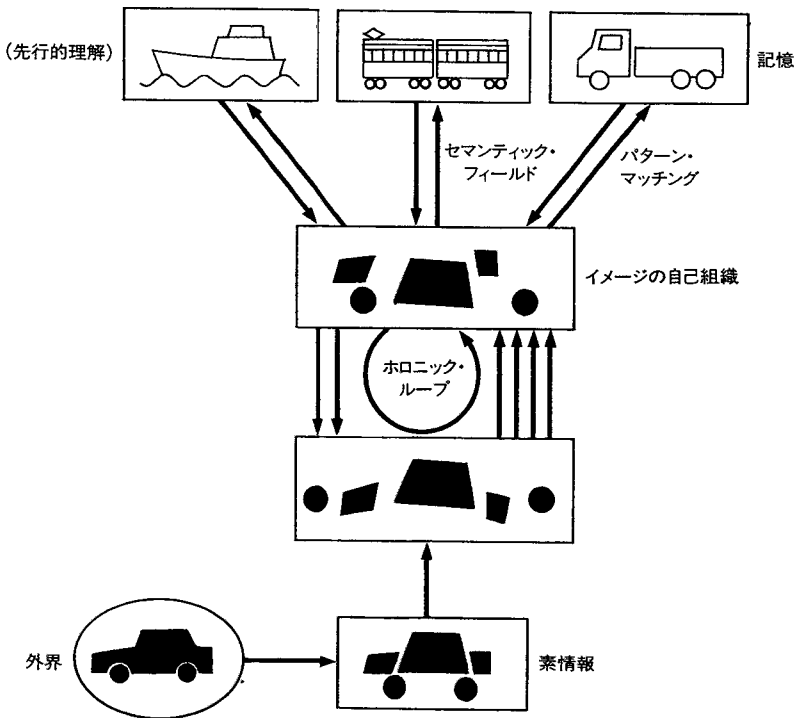 (先行的理解)
記憶
セマンティック・
フィールド
パターン・
マッチング
イメージの自己組織
ホロニック・
ループ
外界
素情報